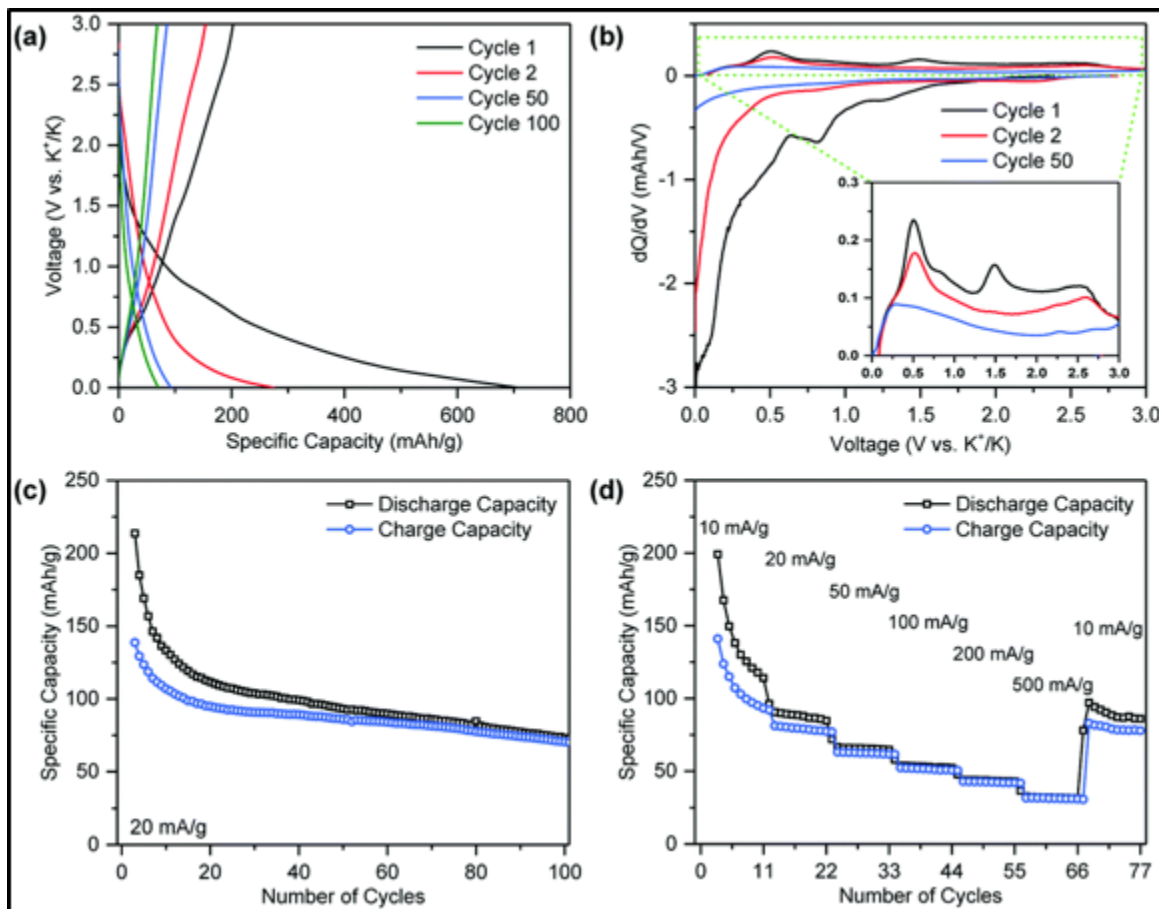 (a)
3.0
2.5
2.0
1.5
1.0
0.5
0.0
Voltage (V vs. K⁺/K)
Cycle 1
Cycle 2
Cycle 50
Cycle 100
0 200 400 600 800
Specific Capacity (mAh/g)
(b)
0
-1
-2
-3
dQ/dV (mAh/V)
Cycle 1
Cycle 2
Cycle 50
0.3
0.2
0.1
0.0
0.0 0.5 1.0 1.5 2.0 2.5 3.0
0.0 0.5 1.0 1.5 2.0 2.5 3.0
Voltage (V vs. K⁺/K)
(c)
250
200
150
100
50
0
Specific Capacity (mAh/g)
Discharge Capacity
Charge Capacity
20 mA/g
0 20 40 60 80 100
Number of Cycles
(d)
250
200
150
100
50
0
Specific Capacity (mAh/g)
Discharge Capacity
Charge Capacity
10 mA/g
20 mA/g
50 mA/g
100 mA/g
200 mA/g
500 mA/g
10 mA/g
0 11 22 33 44 55 66 77
Number of Cycles